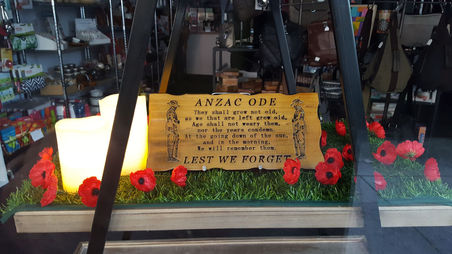 ANZAC ODE
They shall grow not old,
as we that are left grow old,
Age shall not weary them,
nor the years condemn.
At the going down of the sun,
and in the morning,
We will remember them.
LEST WE FORGET